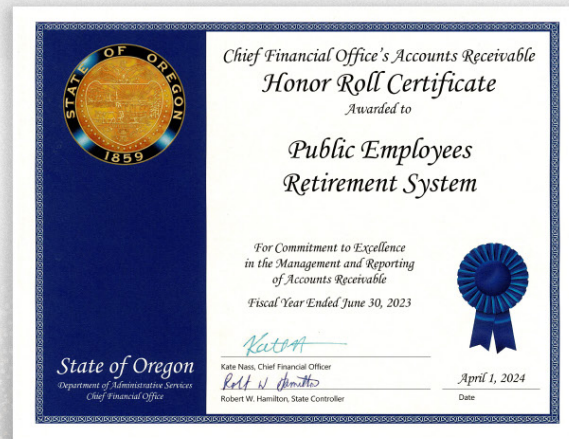 STATE OF OREGON
1859
State of Oregon
Department of Administrative Services
Chief Financial Office
Chief Financial Office's Accounts Receivable
Honor Roll Certificate
Awarded to
Public Employees
Retirement System
For Commitment to Excellence
in the Management and Reporting
of Accounts Receivable
Fiscal Year Ended June 30, 2023
Kate Nass, Chief Financial Officer
Robert W. Hamilton, State Controller
April 1, 2024
Date